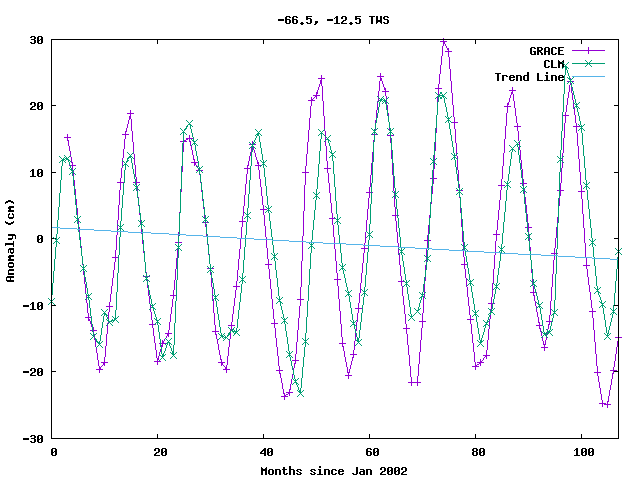 -66.5, -12.5 TWS
GRACE
CLM
Trend Line
30
20
10
0
-10
-20
-30
Anomaly (cm)
0 20 40 60 80 100
Months since Jan 2002